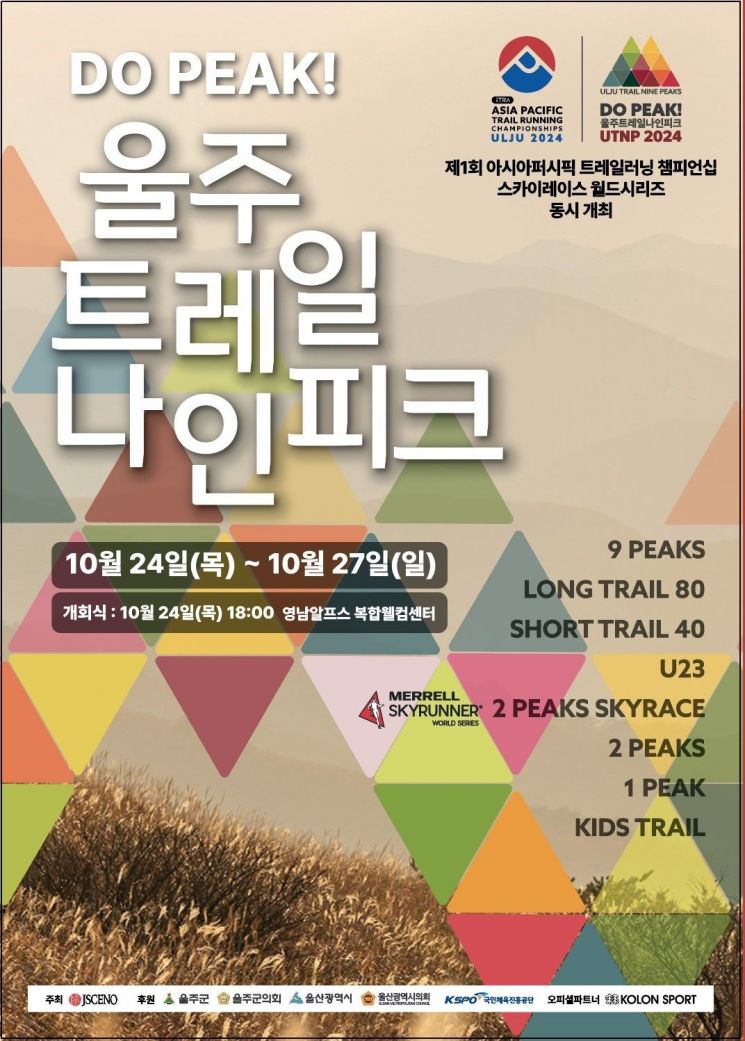 DO PEAK!
울주
트레일
나인피크
ITRA
ASIA PACIFIC
TRAIL RUNNING
CHAMPIONSHIPS
ULJU 2024
ULJU TRAIL NINE PEAKS
DO PEAK!
울주트레일나인피크
UTNP 2024
제1회 아시아퍼시픽 트레일러닝 챔피언십
스카이레이스 월드시리즈
동시 개최
10월 24일(목) ~ 10월 27일(일)
개회식 : 10월 24일(목) 18:00 영남알프스 복합웰컴센터
9 PEAKS
LONG TRAIL 80
SHORT TRAIL 40
U23
MERRELL
SKYRUNNER®
WORLD SERIES
2 PEAKS SKYRACE
2 PEAKS
1 PEAK
KIDS TRAIL
주최 JSCENO 후원 울주군 울주군의회 울산광역시 울산광역시의회 KSPO 국민체육진흥공단 오피셜파트너 KOLON SPORT
ULSAN METROPOLITAN COUNCIL